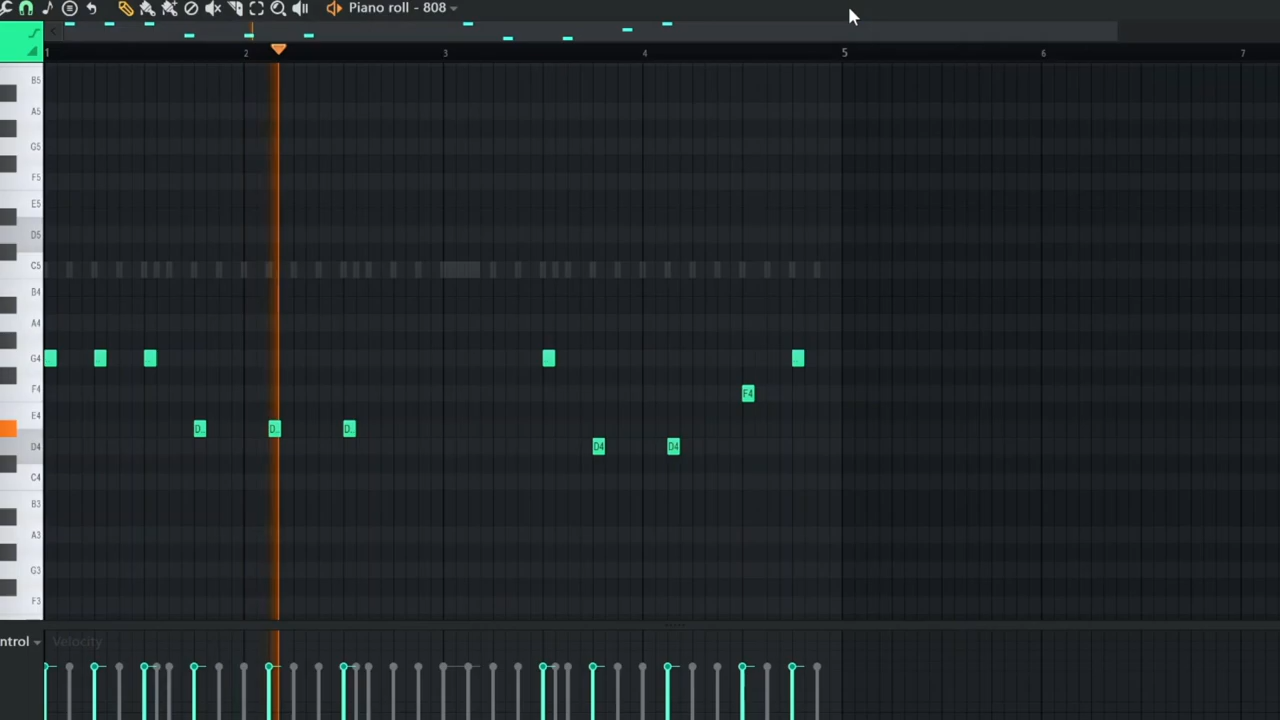 Piano roll - 808
1 2 3 4 5 6 7
B5
A5
G5
F5
E5
D5
C5
B4
A4
G4
F4 F4
E4
D.. D.. D..
D4 D4 D4
C4
B3
A3
G3
F3
ntrol Velocity